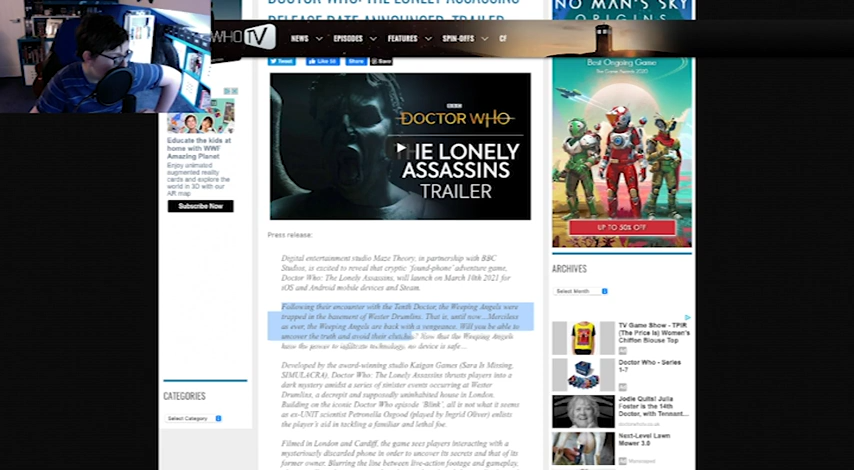 DOCTOR WHO: THE LONELY ASSASSINS
RELEASE DATE ANNOUNCED, TRAILER
WHO TV
NEWS
EPISODES
FEATURES
SPIN-OFFS
CF
Tweet
Like 58
Share
Save
Educate the kids at
home with WWF
Amazing Planet
Enjoy animated
augmented reality
cards and explore the
world in 3D with our
AR map
Subscribe Now
CATEGORIES
Select Category
BBC
DOCTOR WHO
THE LONELY
ASSASSINS
TRAILER
Press release:
Digital entertainment studio Maze Theory, in partnership with BBC
Studios, is excited to reveal that cryptic ‘found-phone’ adventure game,
Doctor Who: The Lonely Assassins, will launch on March 10th 2021 for
iOS and Android mobile devices and Steam.
Following their encounter with the Tenth Doctor, the Weeping Angels were
trapped in the basement of Wester Drumlins. That is, until now…Merciless
as ever, the Weeping Angels are back with a vengeance. Will you be able to
uncover the truth and avoid their clutches? Now that the Weeping Angels
have the power to infiltrate technology, no device is safe…
Developed by the award-winning studio Kaigan Games (Sara Is Missing,
SIMULACRA), Doctor Who: The Lonely Assassins thrusts players into a
dark mystery amidst a series of sinister events occurring at Wester
Drumlins, a decrepit and supposedly uninhabited house in London.
Building on the iconic Doctor Who episode ‘Blink’, all is not what it seems
as ex-UNIT scientist Petronella Osgood (played by Ingrid Oliver) enlists
the player’s aid in tackling a familiar and lethal foe.
Filmed in London and Cardiff, the game sees players interacting with a
mysteriously discarded phone in order to uncover its secrets and that of its
former owner. Blurring the line between live-action footage and gameplay,
NO MAN'S SKY
ORIGINS
Best Ongoing Game
The Game Awards 2020
UP TO 50% OFF
ARCHIVES
Select Month
TV Game Show - TPIR
(The Price Is) Women's
Chiffon Blouse Top
Ad
Doctor Who - Series
1-7
Ad
Jodie Quits! Julia
Foster is the 14th
Doctor, with Tennant...
doctorwhotv.co.uk
Next-Level Lawn
Mower 3.0
Ad